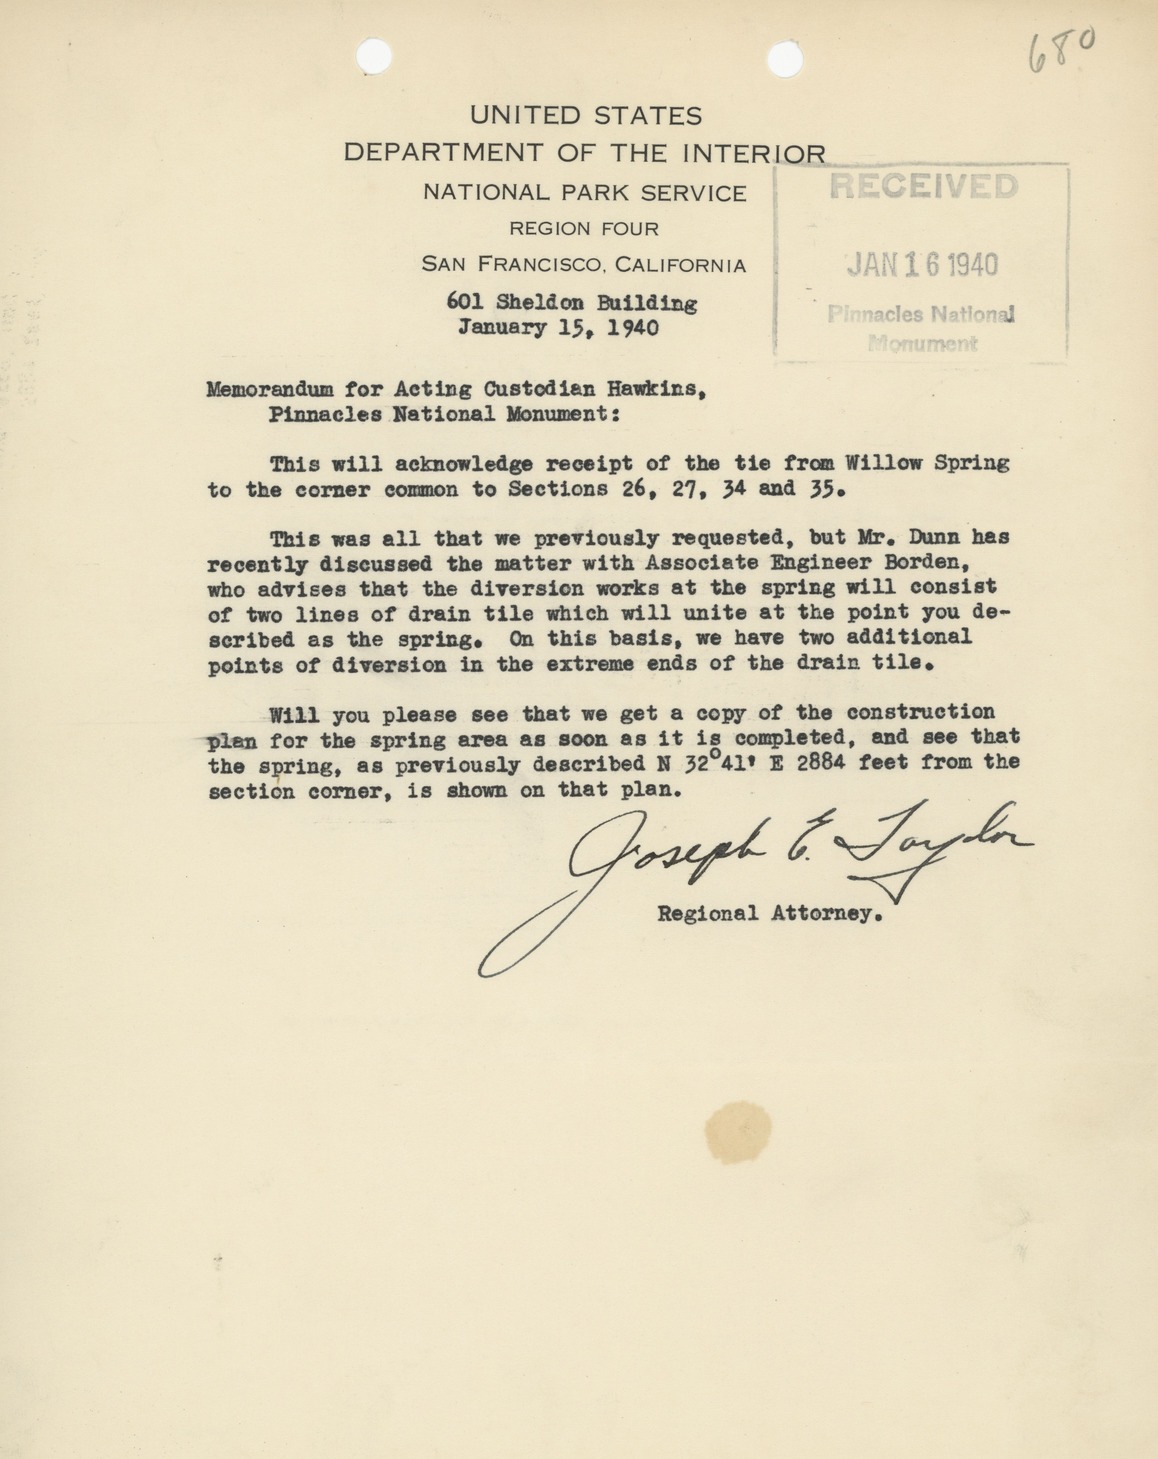 680
UNITED STATES
DEPARTMENT OF THE INTERIOR
NATIONAL PARK SERVICE
REGION FOUR
SAN FRANCISCO, CALIFORNIA
RECEIVED
JAN 16 1940
Pinnacles National
Monument
601 Sheldon Building
January 15, 1940
Memorandum for Acting Custodian Hawkins,
Pinnacles National Monument:
This will acknowledge receipt of the tie from Willow Spring
to the corner common to Sections 26, 27, 34 and 35.
This was all that we previously requested, but Mr. Dunn has
recently discussed the matter with Associate Engineer Borden,
who advises that the diversion works at the spring will consist
of two lines of drain tile which will unite at the point you de-
scribed as the spring. On this basis, we have two additional
points of diversion in the extreme ends of the drain tile.
Will you please see that we get a copy of the construction
plan for the spring area as soon as it is completed, and see that
the spring, as previously described N 32°41' E 2884 feet from the
section corner, is shown on that plan.
Joseph E. Taylor
Regional Attorney.